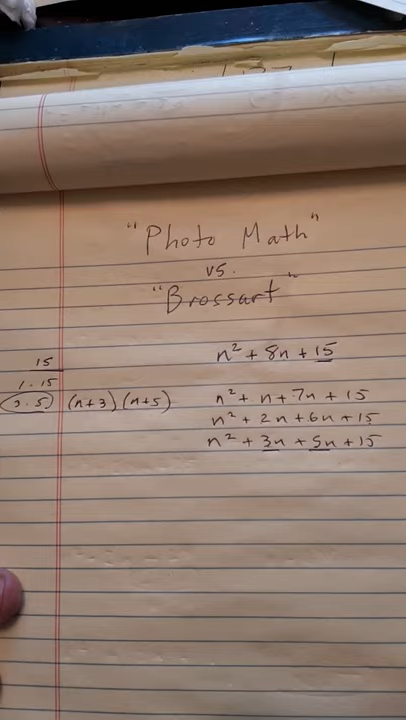 "Photo Math"
vs.
"Brossart"
n² + 8n + 15
15
1 · 15
3 · 5 (n+3)(n+5)
n² + n + 7n + 15
n² + 2n + 6n + 15
n² + 3n + 5n + 15